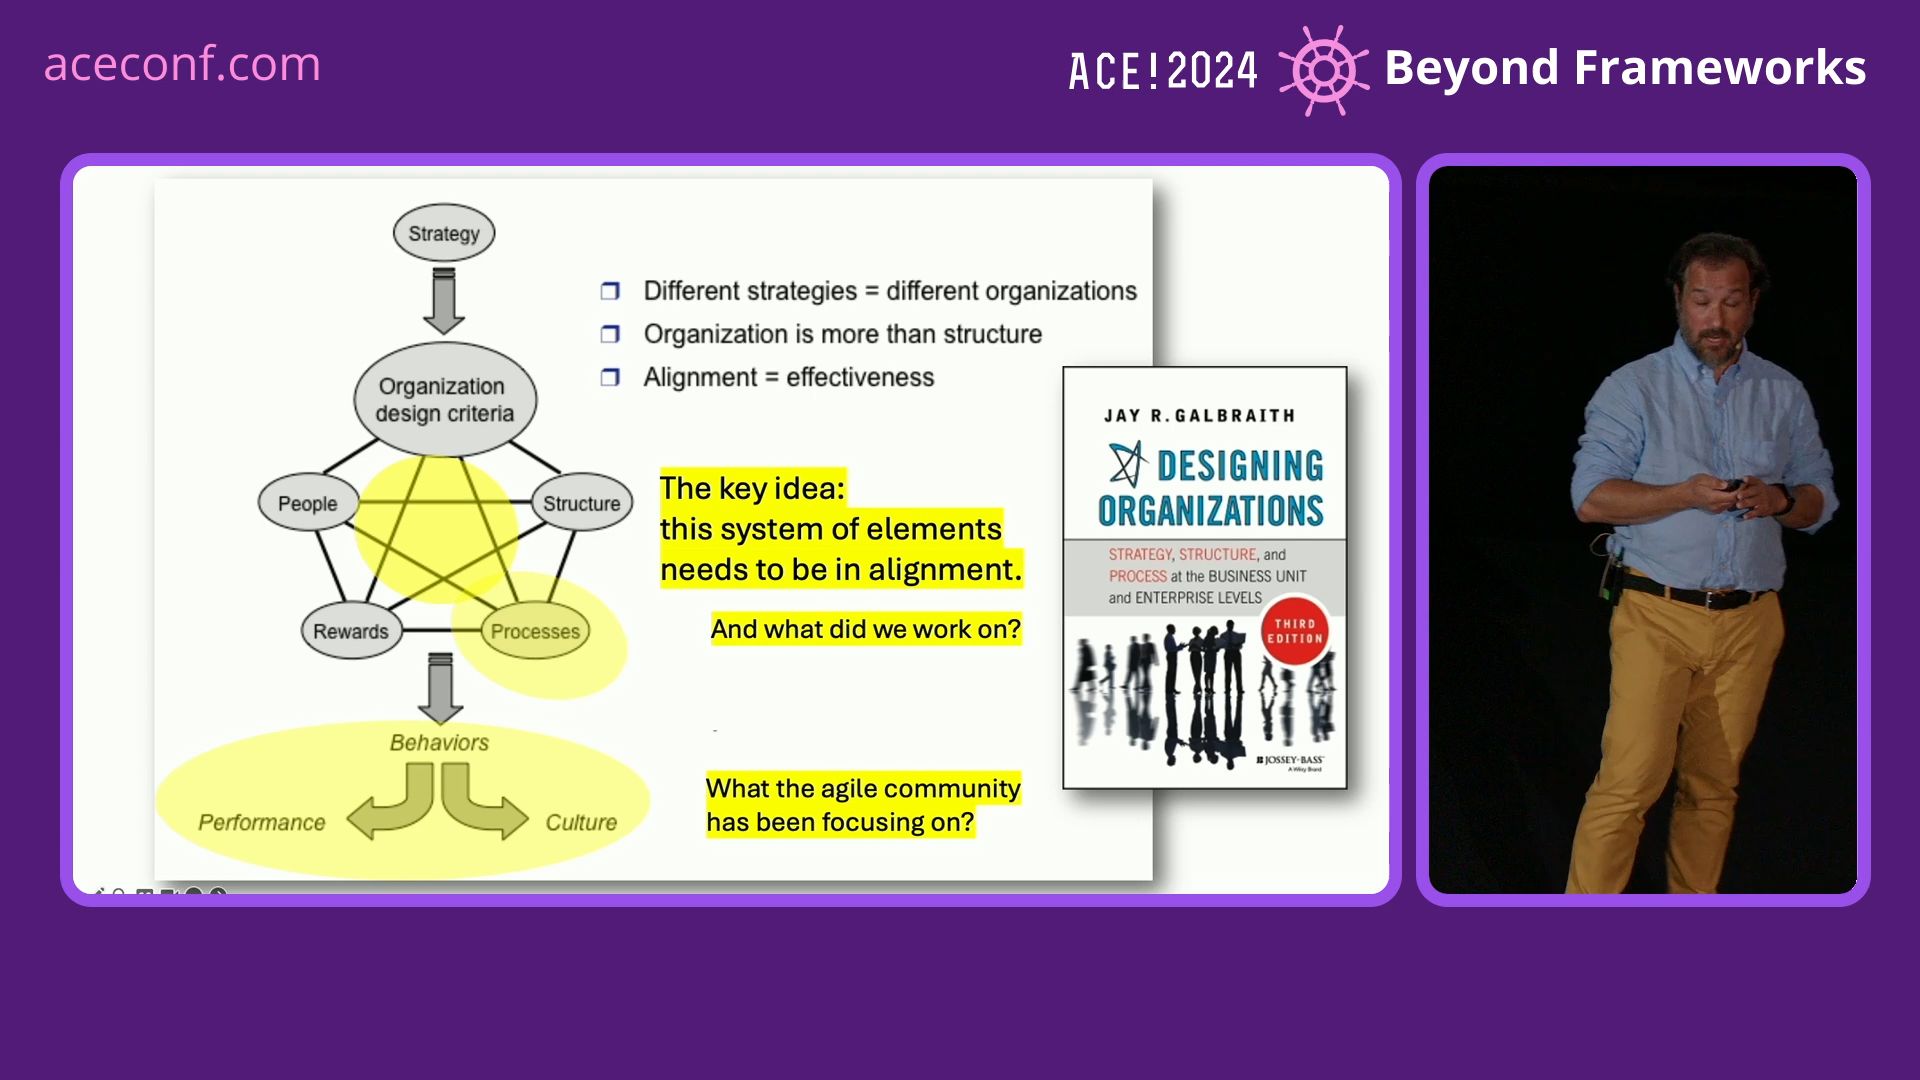 aceconf.com
ACE!2024
Beyond Frameworks
Strategy
Organization
design criteria
People
Structure
Rewards
Processes
Behaviors
Performance
Culture
Different strategies = different organizations
Organization is more than structure
Alignment = effectiveness
The key idea:
this system of elements
needs to be in alignment.
And what did we work on?
-
What the agile community
has been focusing on?
JAY R. GALBRAITH
DESIGNING
ORGANIZATIONS
STRATEGY, STRUCTURE, and
PROCESS at the BUSINESS UNIT
and ENTERPRISE LEVELS
THIRD
EDITION
JOSSEY-BASS
A Wiley Brand